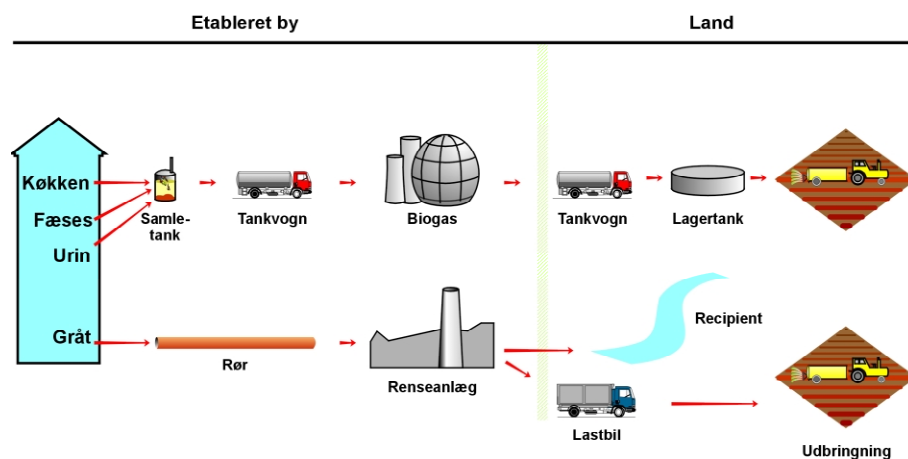 Etableret by
Land
Køkken
Fæses
Urin
Samle-
tank
Tankvogn
Biogas
Tankvogn
Lagertank
Gråt
Rør
Renseanlæg
Recipient
Lastbil
Udbringning